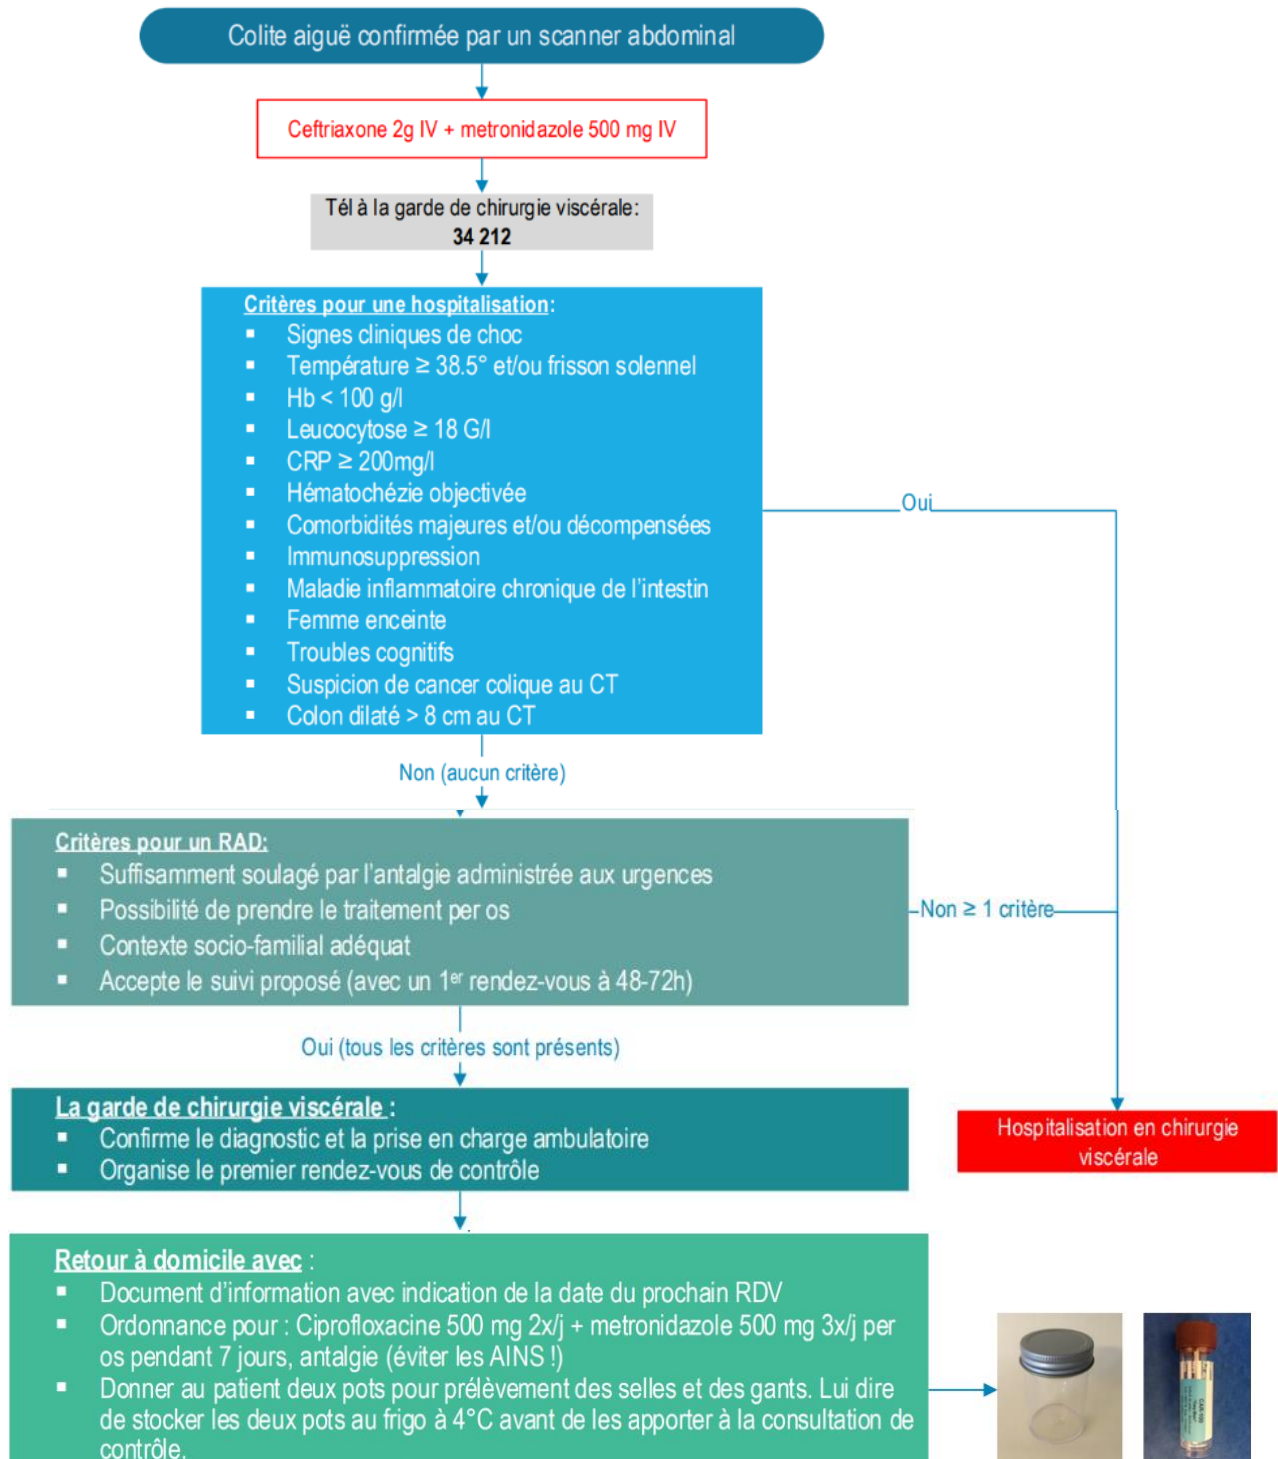 Colite aiguë confirmée par un scanner abdominal
Ceftriaxone 2g IV + metronidazole 500 mg IV
Tél à la garde de chirurgie viscérale:
34 212
Critères pour une hospitalisation:
▪ Signes cliniques de choc
▪ Température ≥ 38.5° et/ou frisson solennel
▪ Hb < 100 g/l
▪ Leucocytose ≥ 18 G/l
▪ CRP ≥ 200mg/l
▪ Hématochézie objectivée
▪ Comorbidités majeures et/ou décompensées
▪ Immunosuppression
▪ Maladie inflammatoire chronique de l'intestin
▪ Femme enceinte
▪ Troubles cognitifs
▪ Suspicion de cancer colique au CT
▪ Colon dilaté > 8 cm au CT
Oui
Non (aucun critère)
Critères pour un RAD:
▪ Suffisamment soulagé par l'antalgie administrée aux urgences
▪ Possibilité de prendre le traitement per os
▪ Contexte socio-familial adéquat
▪ Accepte le suivi proposé (avec un 1er rendez-vous à 48-72h)
Non ≥ 1 critère
Oui (tous les critères sont présents)
La garde de chirurgie viscérale :
▪ Confirme le diagnostic et la prise en charge ambulatoire
▪ Organise le premier rendez-vous de contrôle
Hospitalisation en chirurgie
viscérale
Retour à domicile avec :
▪ Document d'information avec indication de la date du prochain RDV
▪ Ordonnance pour : Ciprofloxacine 500 mg 2x/j + metronidazole 500 mg 3x/j per
os pendant 7 jours, antalgie (éviter les AINS !)
▪ Donner au patient deux pots pour prélèvement des selles et des gants. Lui dire
de stocker les deux pots au frigo à 4°C avant de les apporter à la consultation de
contrôle.